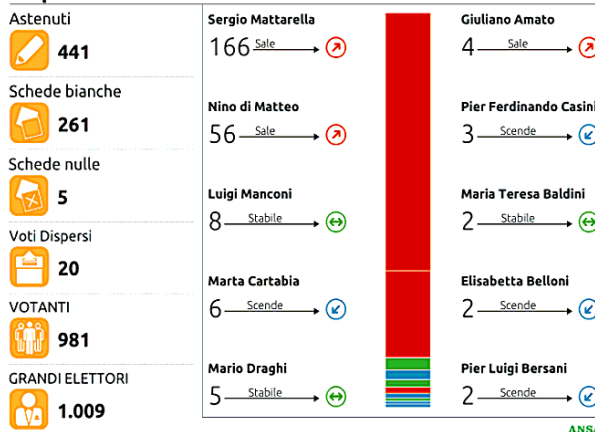 Astenuti
441
Schede bianche
261
Schede nulle
5
Voti Dispersi
20
VOTANTI
981
GRANDI ELETTORI
1.009
Sergio Mattarella
166 Sale
Nino di Matteo
56 Sale
Luigi Manconi
8 Stabile
Marta Cartabia
6 Scende
Mario Draghi
5 Stabile
Giuliano Amato
4 Sale
Pier Ferdinando Casini
3 Scende
Maria Teresa Baldini
2 Stabile
Elisabetta Belloni
2 Scende
Pier Luigi Bersani
2 Scende
ANSA